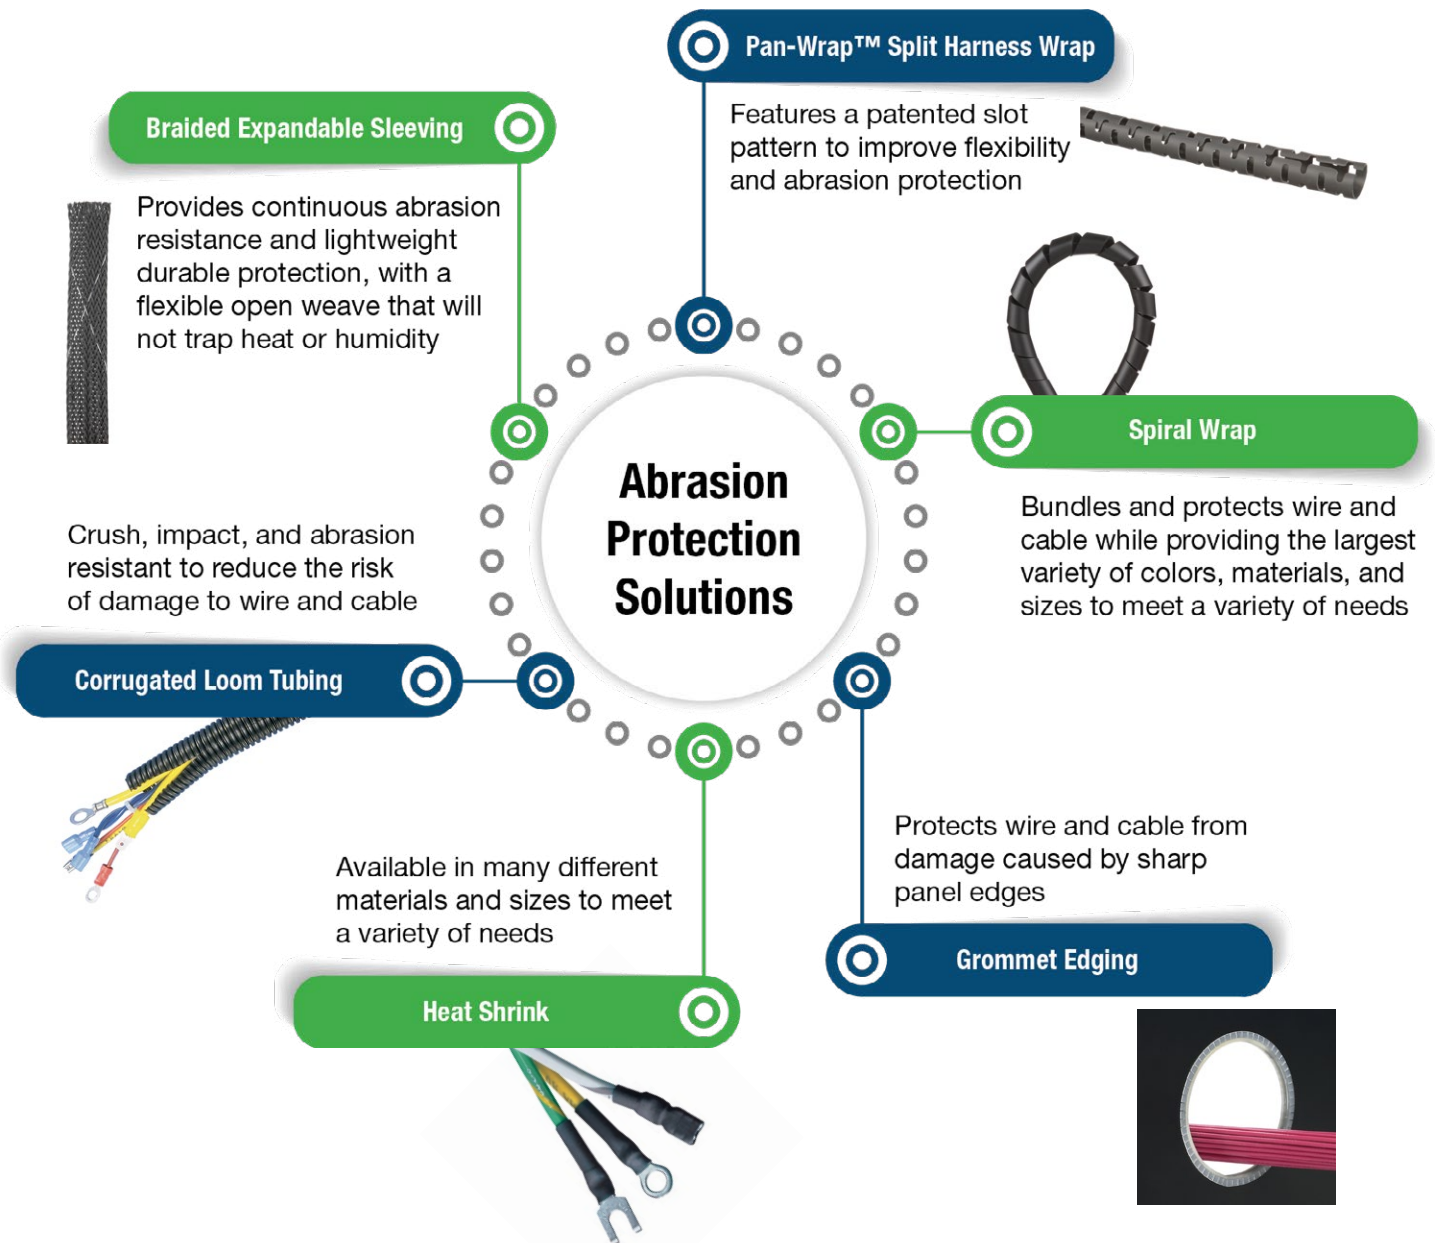 Pan-Wrap™ Split Harness Wrap
Features a patented slot
pattern to improve flexibility
and abrasion protection
Braided Expandable Sleeving
Provides continuous abrasion
resistance and lightweight
durable protection, with a
flexible open weave that will
not trap heat or humidity
Spiral Wrap
Bundles and protects wire and
cable while providing the largest
variety of colors, materials, and
sizes to meet a variety of needs
Abrasion
Protection
Solutions
Crush, impact, and abrasion
resistant to reduce the risk
of damage to wire and cable
Corrugated Loom Tubing
Protects wire and cable from
damage caused by sharp
panel edges
Grommet Edging
Available in many different
materials and sizes to meet
a variety of needs
Heat Shrink